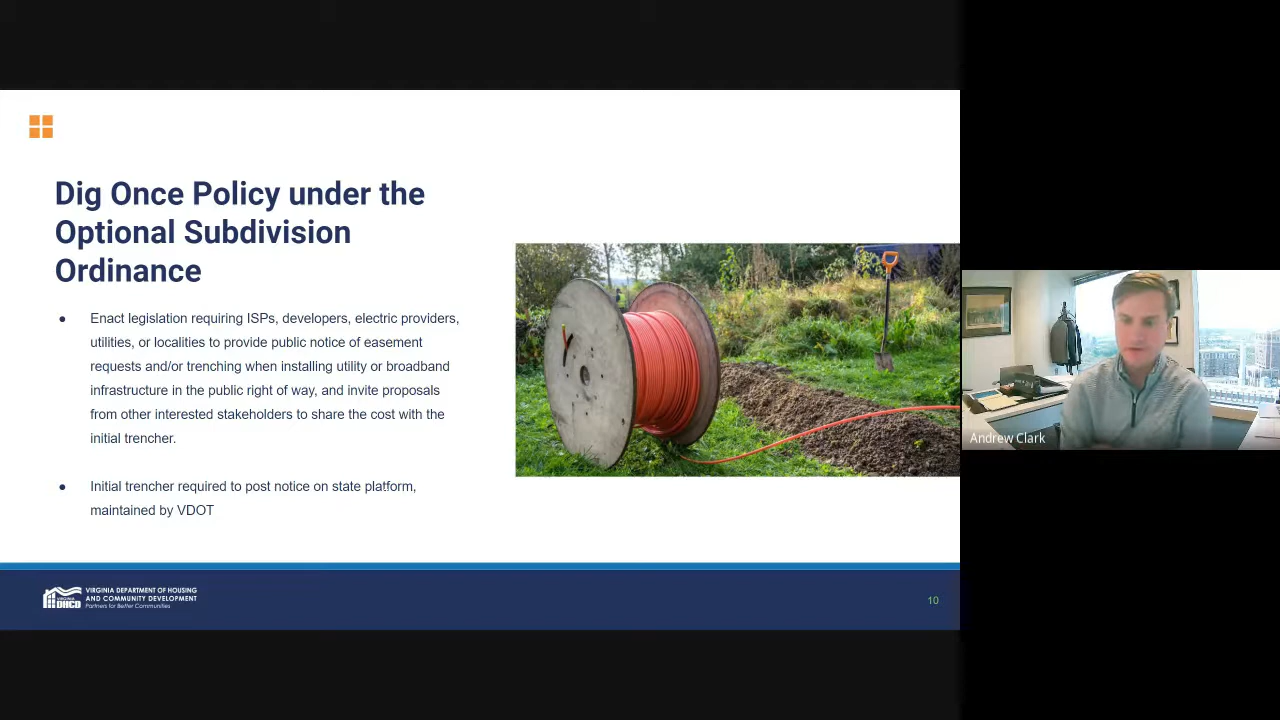 Dig Once Policy under the
Optional Subdivision
Ordinance
● Enact legislation requiring ISPs, developers, electric providers,
utilities, or localities to provide public notice of easement
requests and/or trenching when installing utility or broadband
infrastructure in the public right of way, and invite proposals
from other interested stakeholders to share the cost with the
initial trencher.
● Initial trencher required to post notice on state platform,
maintained by VDOT
VIRGINIA
DHCD
VIRGINIA DEPARTMENT OF HOUSING
AND COMMUNITY DEVELOPMENT
Partners for Better Communities
10
Andrew Clark